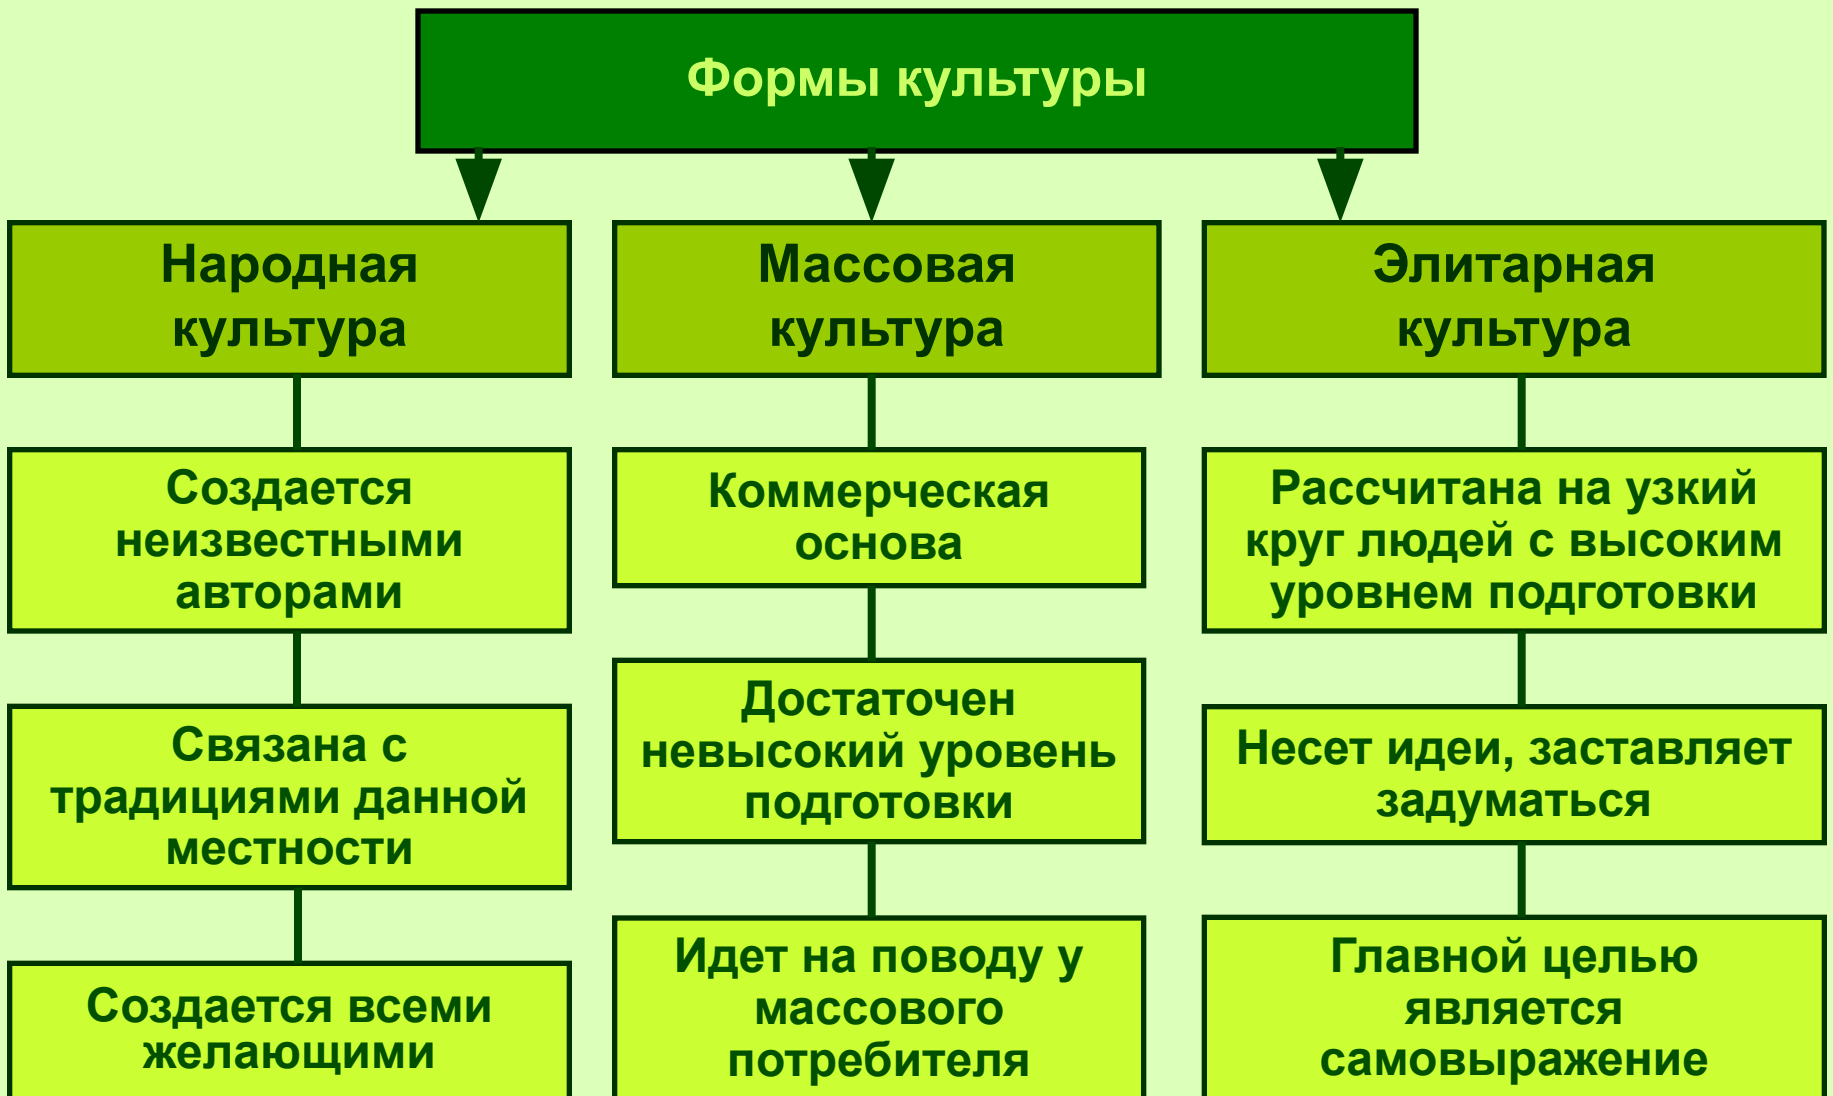 Формы культуры
Народная
культура
Создается
неизвестными
авторами
Связана с
традициями данной
местности
Создается всеми
желающими
Массовая
культура
Коммерческая
основа
Достаточен
невысокий уровень
подготовки
Идет на поводу у
массового
потребителя
Элитарная
культура
Рассчитана на узкий
круг людей с высоким
уровнем подготовки
Несет идеи, заставляет
задуматься
Главной целью
является
самовыражение